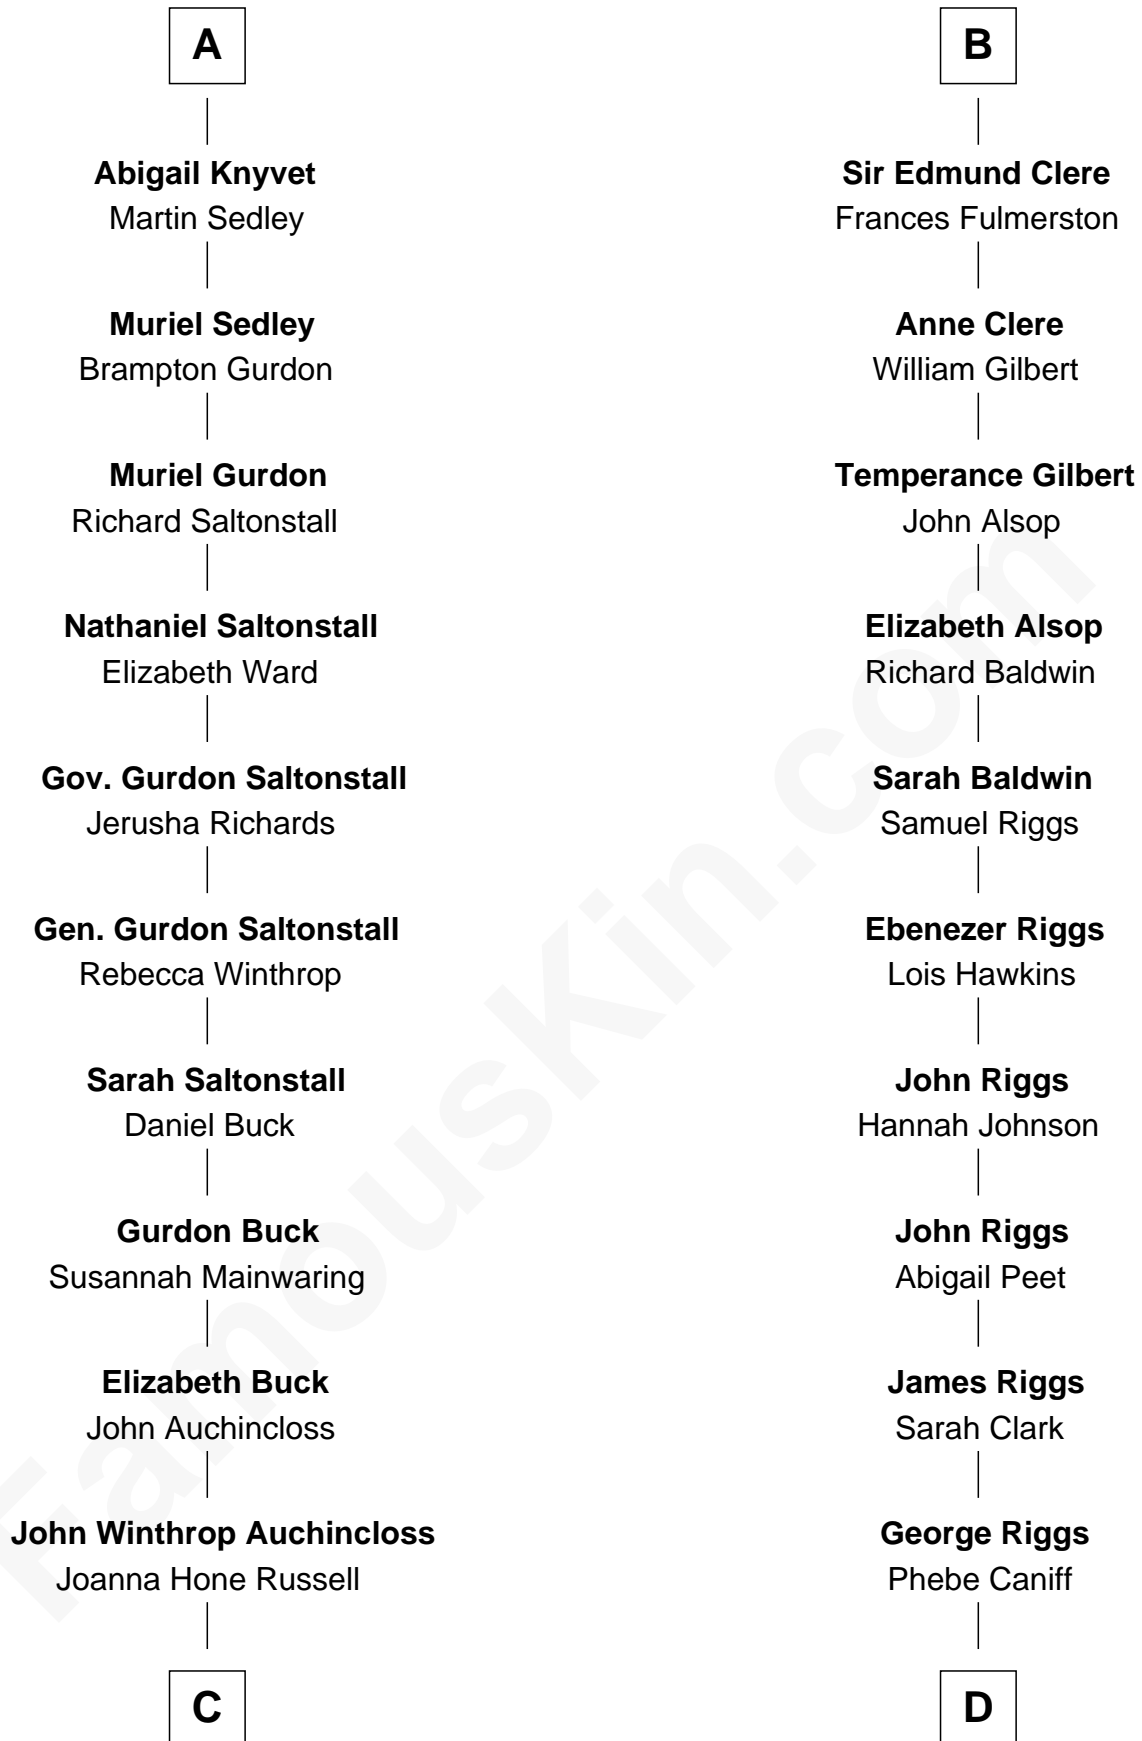 A
Abigail Knyvet
Martin Sedley
Muriel Sedley
Brampton Gurdon
Muriel Gurdon
Richard Saltonstall
Nathaniel Saltonstall
Elizabeth Ward
Gov. Gurdon Saltonstall
Jerusha Richards
Gen. Gurdon Saltonstall
Rebecca Winthrop
Sarah Saltonstall
Daniel Buck
Gurdon Buck
Susannah Mainwaring
Elizabeth Buck
John Auchincloss
John Winthrop Auchincloss
Joanna Hone Russell
C
B
Sir Edmund Clere
Frances Fulmerston
Anne Clere
William Gilbert
Temperance Gilbert
John Alsop
Elizabeth Alsop
Richard Baldwin
Sarah Baldwin
Samuel Riggs
Ebenezer Riggs
Lois Hawkins
John Riggs
Hannah Johnson
John Riggs
Abigail Peet
James Riggs
Sarah Clark
George Riggs
Phebe Caniff
D
FamousKin.com